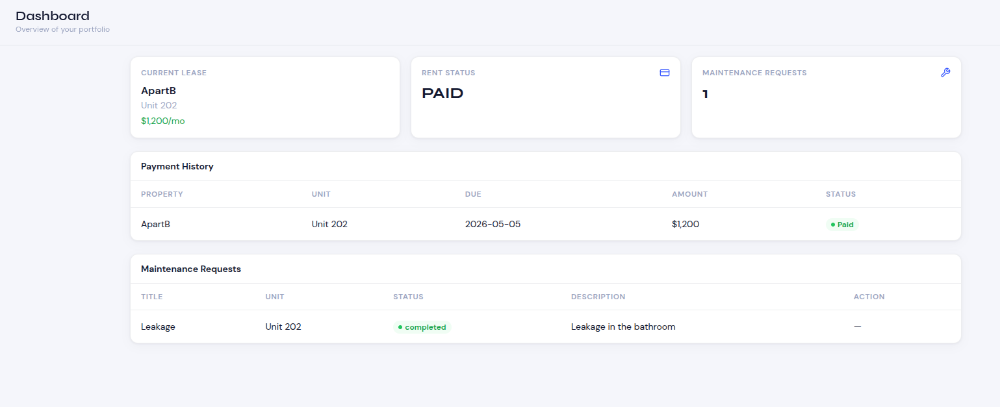 Dashboard
Overview of your portfolio
CURRENT LEASE
ApartB
Unit 202
$1,200/mo
RENT STATUS
PAID
MAINTENANCE REQUESTS
1
Payment History
PROPERTY UNIT DUE AMOUNT STATUS
ApartB Unit 202 2026-05-05 $1,200 Paid
Maintenance Requests
TITLE UNIT STATUS DESCRIPTION ACTION
Leakage Unit 202 completed Leakage in the bathroom —